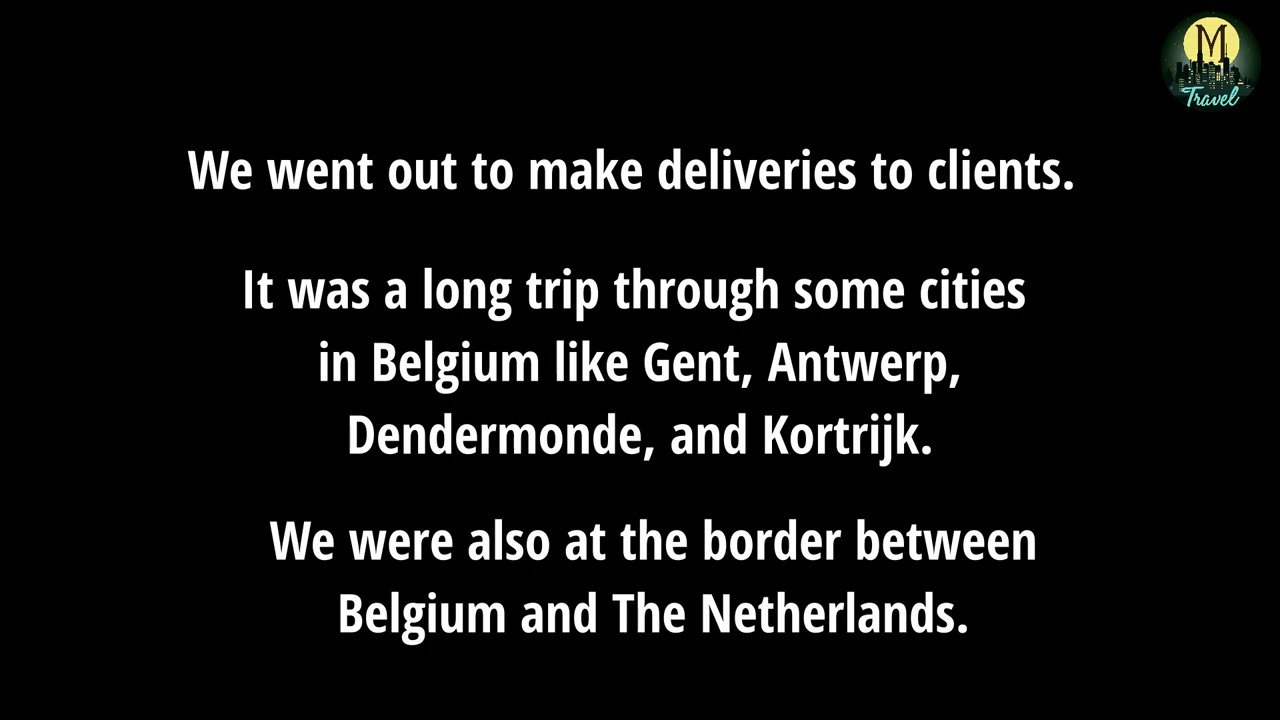 M
Travel
We went out to make deliveries to clients.
It was a long trip through some cities
in Belgium like Gent, Antwerp,
Dendermonde, and Kortrijk.
We were also at the border between
Belgium and The Netherlands.